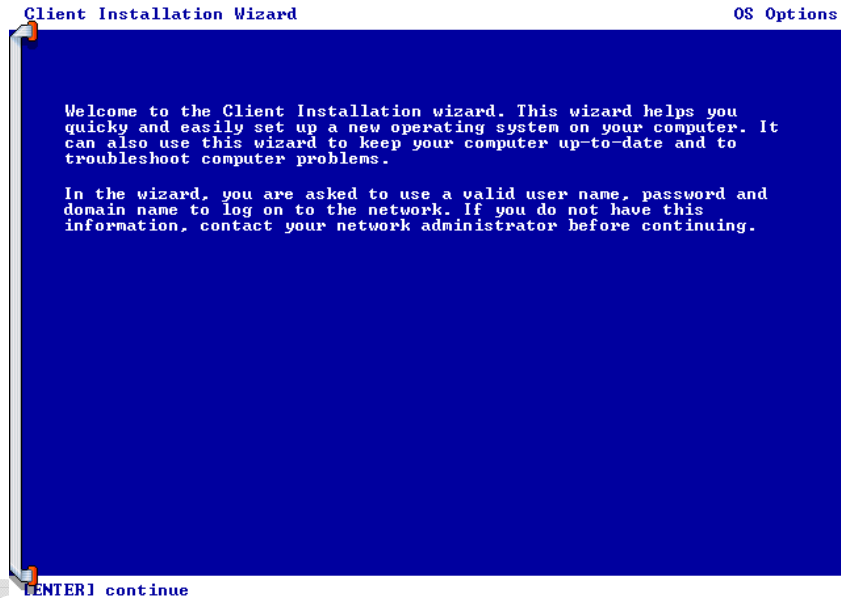 Client Installation Wizard OS Options
Welcome to the Client Installation wizard. This wizard helps you
quicky and easily set up a new operating system on your computer. It
can also use this wizard to keep your computer up-to-date and to
troubleshoot computer problems.
In the wizard, you are asked to use a valid user name, password and
domain name to log on to the network. If you do not have this
information, contact your network administrator before continuing.
[ENTER] continue